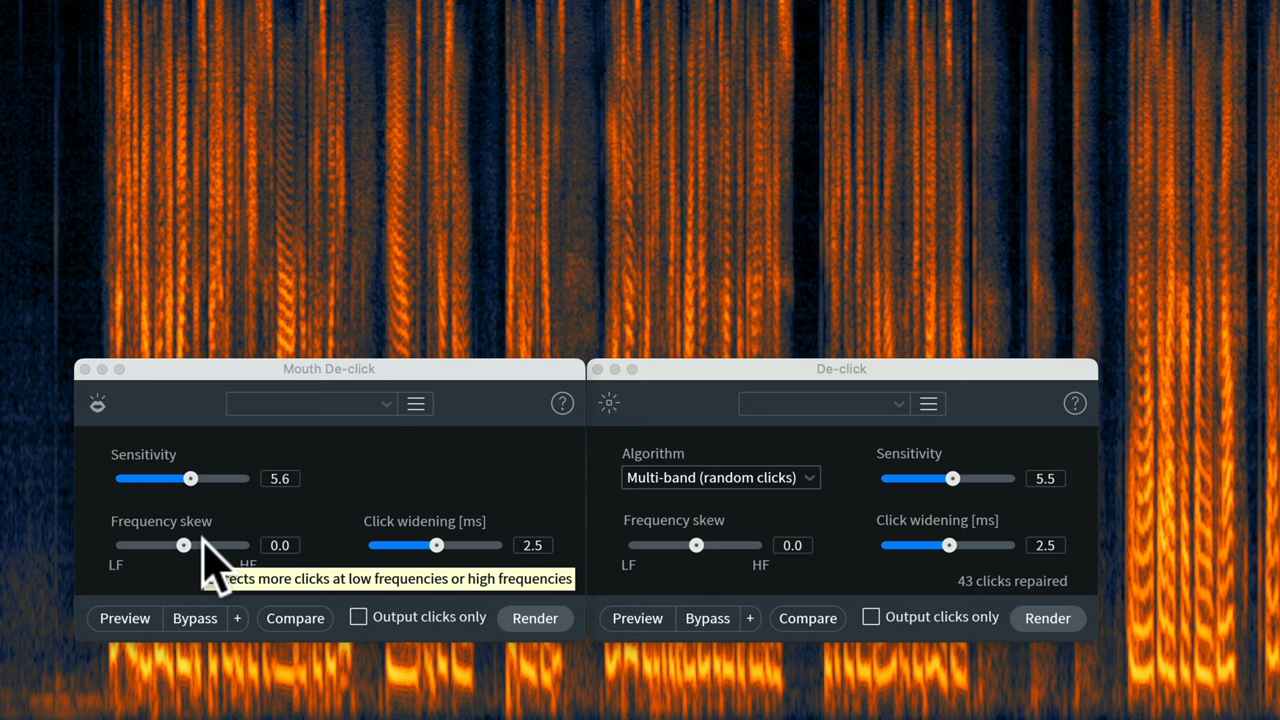 Mouth De-click
Sensitivity
5.6
Frequency skew
0.0
LF
HF
Click widening [ms]
2.5
more clicks at low frequencies or high frequencies
Preview
Bypass
+
Compare
Output clicks only
Render
De-click
Algorithm
Multi-band (random clicks)
Sensitivity
5.5
Frequency skew
0.0
LF
HF
Click widening [ms]
2.5
43 clicks repaired
Preview
Bypass
+
Compare
Output clicks only
Render